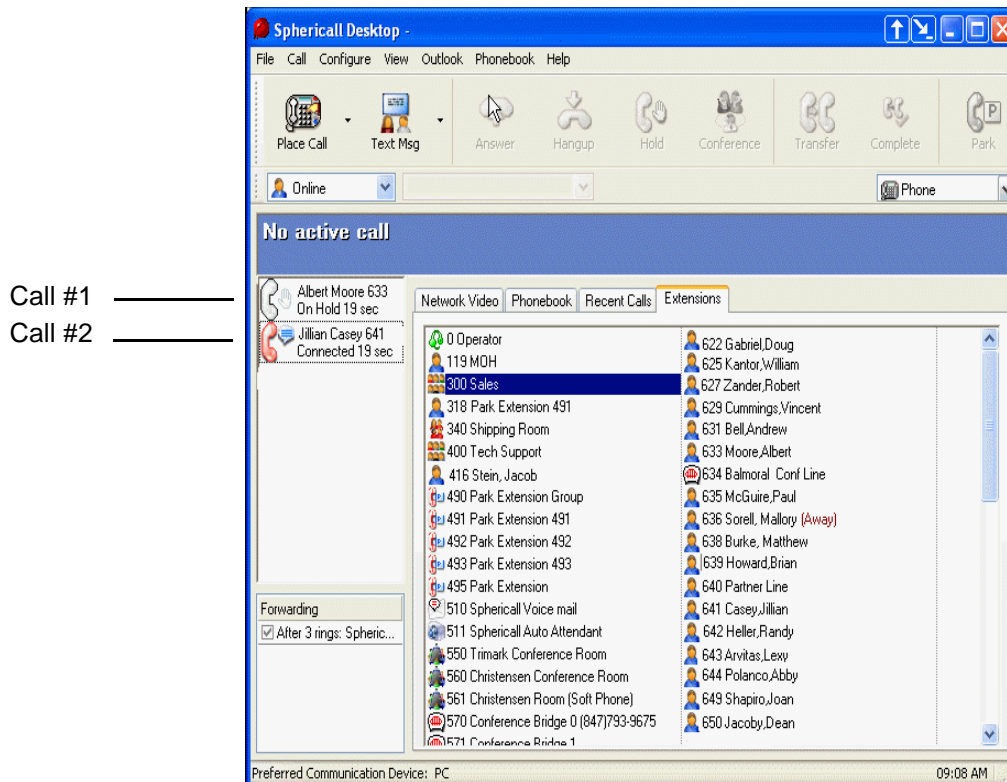 Sphericall Desktop -
File Call Configure View Outlook Phonebook Help
Place Call
Text Msg
Answer
Hangup
Hold
Conference
Transfer
Complete
Park
Online
Phone
No active call
Call #1
Albert Moore 633
On Hold 19 sec
Call #2
Jillian Casey 641
Connected 19 sec
Network Video
Phonebook
Recent Calls
Extensions
0 Operator
119 MOH
300 Sales
318 Park Extension 491
340 Shipping Room
400 Tech Support
416 Stein, Jacob
490 Park Extension Group
491 Park Extension 491
492 Park Extension 492
493 Park Extension 493
495 Park Extension
510 Sphericall Voice mail
511 Sphericall Auto Attendant
550 Trimark Conference Room
560 Christensen Conference Room
561 Christensen Room (Soft Phone)
570 Conference Bridge 0 (847)793-9675
571 Conference Bridge 1
622 Gabriel,Doug
625 Kantor,William
627 Zander,Robert
629 Cummings,Vincent
631 Bell,Andrew
633 Moore,Albert
634 Balmoral Conf Line
635 McGuire,Paul
636 Sorell, Mallory (Away)
638 Burke, Matthew
639 Howard,Brian
640 Partner Line
641 Casey,Jillian
642 Heller,Randy
643 Arvitas,Lexy
644 Polanco,Abby
649 Shapiro,Joan
650 Jacoby,Dean
Forwarding
After 3 rings: Spheric...
Preferred Communication Device: PC
09:08 AM